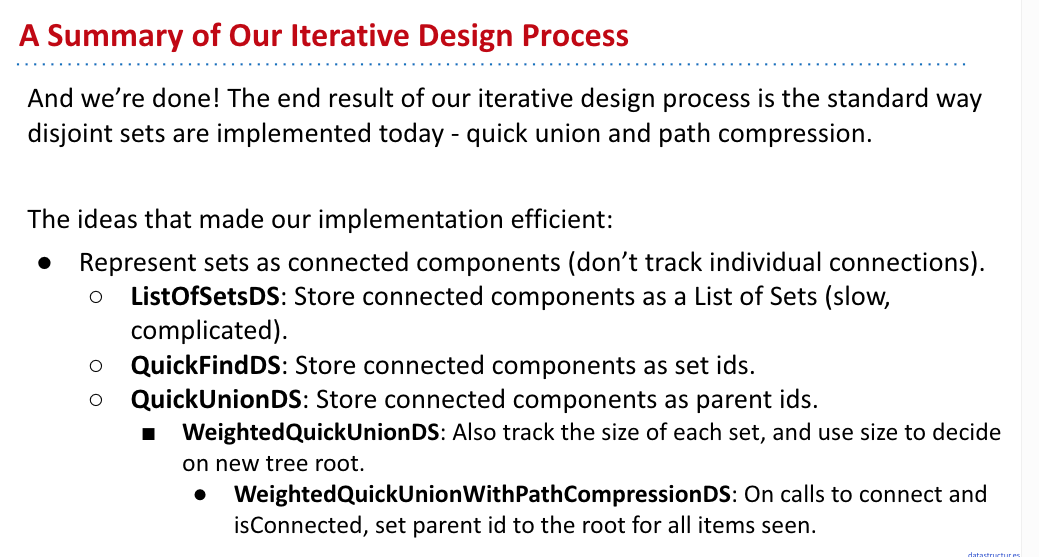 A Summary of Our Iterative Design Process
And we’re done! The end result of our iterative design process is the standard way
disjoint sets are implemented today - quick union and path compression.
The ideas that made our implementation efficient:
● Represent sets as connected components (don’t track individual connections).
○ ListOfSetsDS: Store connected components as a List of Sets (slow,
complicated).
○ QuickFindDS: Store connected components as set ids.
○ QuickUnionDS: Store connected components as parent ids.
■ WeightedQuickUnionDS: Also track the size of each set, and use size to decide
on new tree root.
● WeightedQuickUnionWithPathCompressionDS: On calls to connect and
isConnected, set parent id to the root for all items seen.
datastructur.es